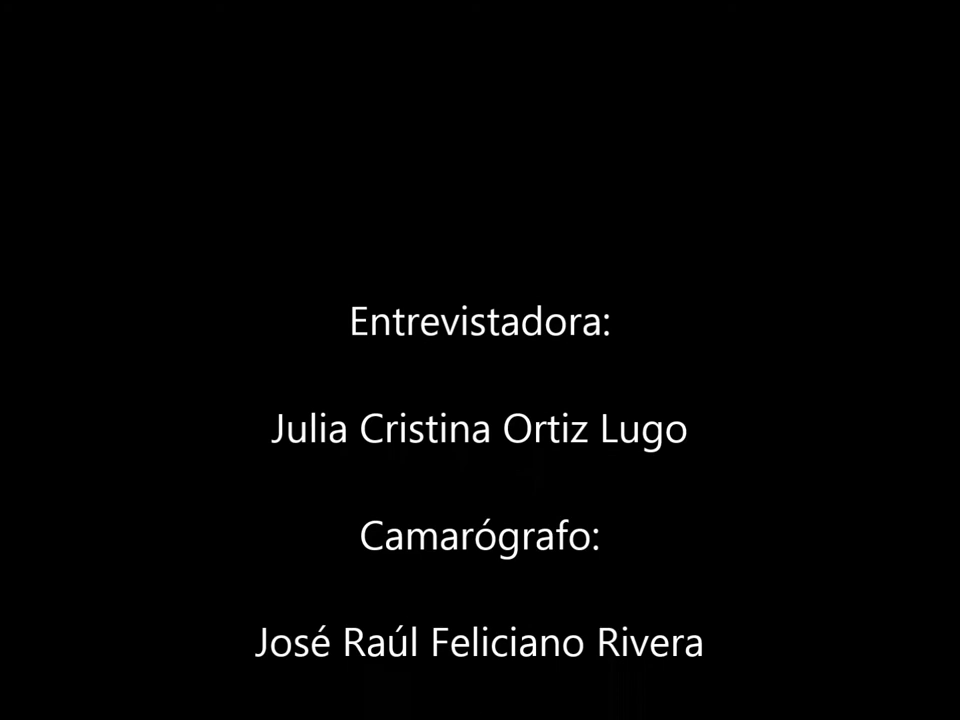 Entrevistadora:
Julia Cristina Ortiz Lugo
Camarógrafo:
José Raúl Feliciano Rivera